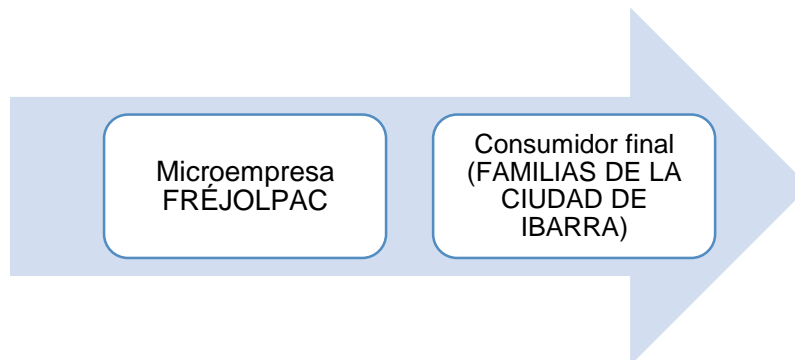 Microempresa
FRÉJOLPAC
Consumidor final
(FAMILIAS DE LA
CIUDAD DE
IBARRA)